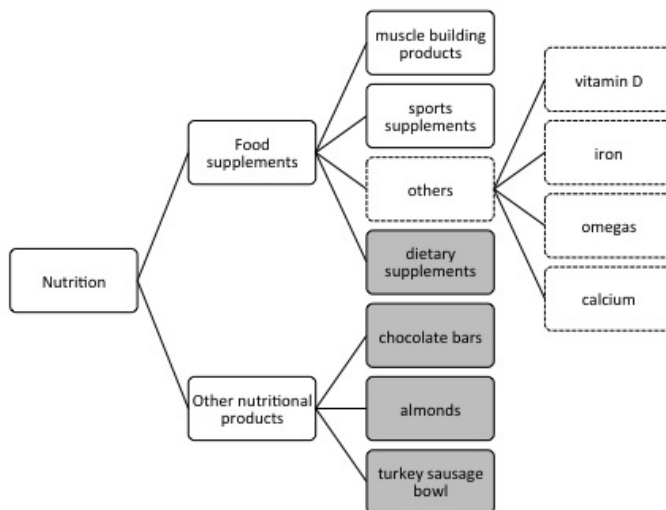 muscle building
products
sports
supplements
Food
supplements
others
dietary
supplements
vitamin D
iron
omegas
calcium
Nutrition
chocolate bars
Other nutritional
products
almonds
turkey sausage
bowl